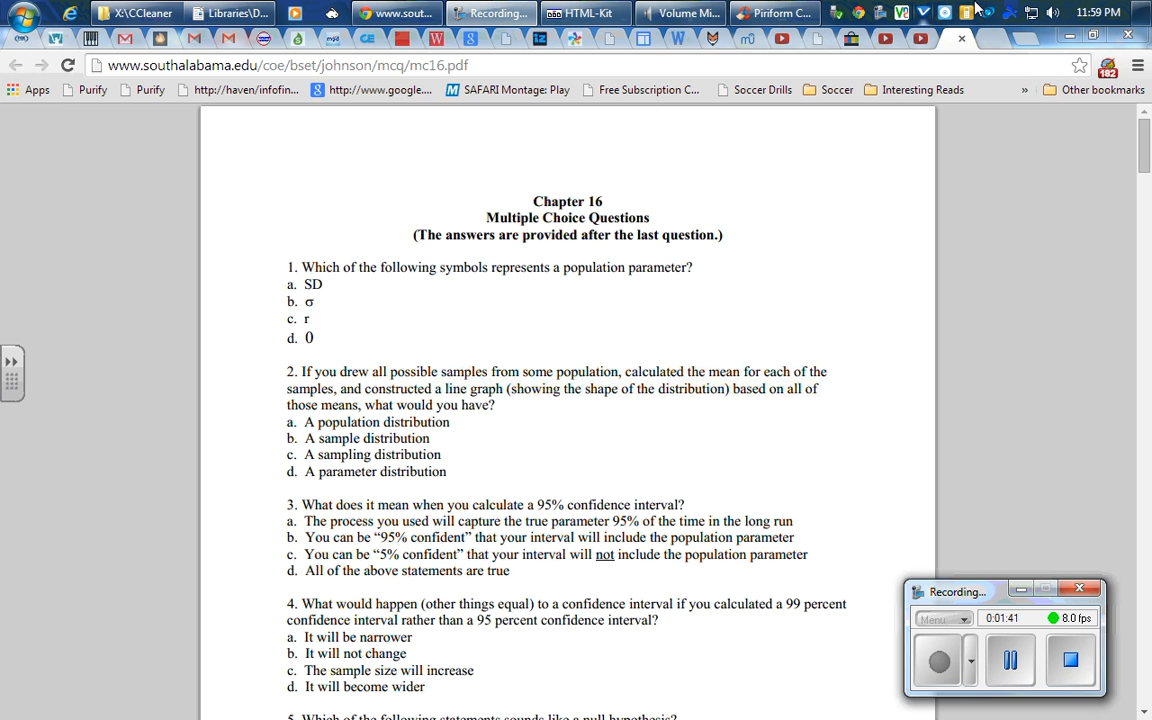 X:\CCleaner
Libraries\D...
www.sout...
Recording...
HTML-Kit
Volume Mi...
Piriform C...
11:59 PM
www.southalabama.edu/coe/bset/johnson/mcq/mc16.pdf
182
Apps
Purify
Purify
http://haven/infofin...
http://www.google....
SAFARI Montage: Play
Free Subscription C...
Soccer Drills
Soccer
Interesting Reads
»
Other bookmarks
Chapter 16
Multiple Choice Questions
(The answers are provided after the last question.)
1. Which of the following symbols represents a population parameter?
a. SD
b. σ
c. r
d. 0
2. If you drew all possible samples from some population, calculated the mean for each of the
samples, and constructed a line graph (showing the shape of the distribution) based on all of
those means, what would you have?
a. A population distribution
b. A sample distribution
c. A sampling distribution
d. A parameter distribution
3. What does it mean when you calculate a 95% confidence interval?
a. The process you used will capture the true parameter 95% of the time in the long run
b. You can be “95% confident” that your interval will include the population parameter
c. You can be “5% confident” that your interval will not include the population parameter
d. All of the above statements are true
4. What would happen (other things equal) to a confidence interval if you calculated a 99 percent
confidence interval rather than a 95 percent confidence interval?
a. It will be narrower
b. It will not change
c. The sample size will increase
d. It will become wider
5. Which of the following statements sounds like a null hypothesis?
Recording...
Menu
0:01:41
8.0 fps